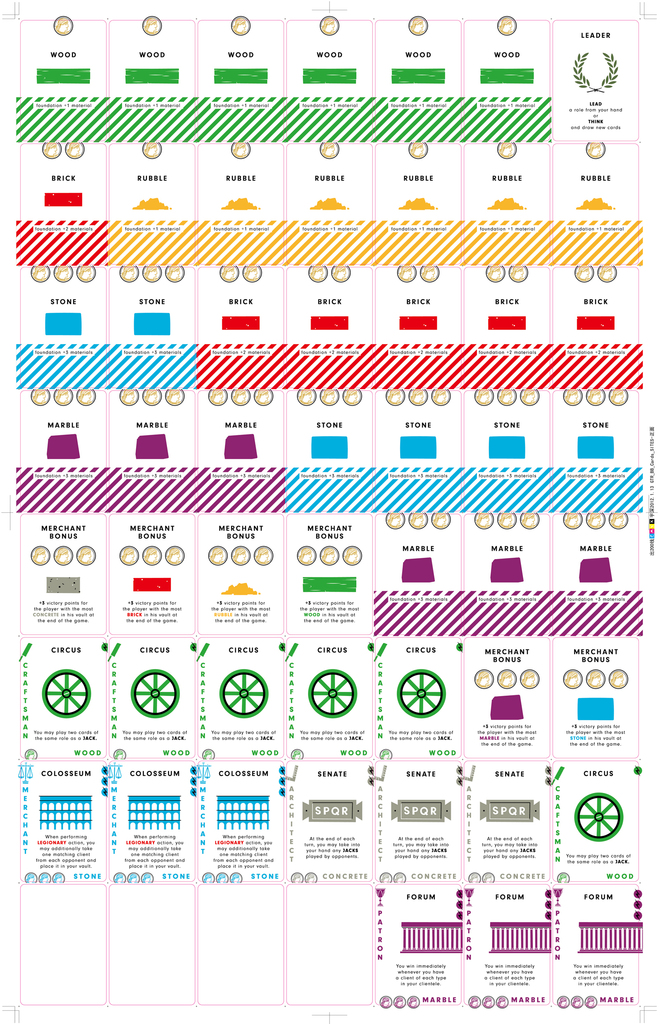 WOOD
foundation +1 material
WOOD
foundation +1 material
WOOD
foundation +1 material
WOOD
foundation +1 material
WOOD
foundation +1 material
WOOD
foundation +1 material
LEADER
LEAD
a role from your hand
or
THINK
and draw new cards
BRICK
foundation +2 materials
RUBBLE
foundation +1 material
RUBBLE
foundation +1 material
RUBBLE
foundation +1 material
RUBBLE
foundation +1 material
RUBBLE
foundation +1 material
RUBBLE
foundation +1 material
STONE
foundation +3 materials
STONE
foundation +3 materials
BRICK
foundation +2 materials
BRICK
foundation +2 materials
BRICK
foundation +2 materials
BRICK
foundation +2 materials
BRICK
foundation +2 materials
MARBLE
foundation +3 materials
MARBLE
foundation +3 materials
MARBLE
foundation +3 materials
STONE
foundation +3 materials
STONE
foundation +3 materials
STONE
foundation +3 materials
STONE
foundation +3 materials
MERCHANT
BONUS
+3 victory points for
the player with the most
CONCRETE in his vault at
the end of the game.
MERCHANT
BONUS
+3 victory points for
the player with the most
BRICK in his vault at
the end of the game.
MERCHANT
BONUS
+3 victory points for
the player with the most
RUBBLE in his vault at
the end of the game.
MERCHANT
BONUS
+3 victory points for
the player with the most
WOOD in his vault at
the end of the game.
MARBLE
foundation +3 materials
MARBLE
foundation +3 materials
MARBLE
foundation +3 materials
CIRCUS
CRAFTSMAN
You may play two cards of
the same role as a JACK.
WOOD
CIRCUS
CRAFTSMAN
You may play two cards of
the same role as a JACK.
WOOD
CIRCUS
CRAFTSMAN
You may play two cards of
the same role as a JACK.
WOOD
CIRCUS
CRAFTSMAN
You may play two cards of
the same role as a JACK.
WOOD
CIRCUS
CRAFTSMAN
You may play two cards of
the same role as a JACK.
WOOD
MERCHANT
BONUS
+3 victory points for
the player with the most
MARBLE in his vault at
the end of the game.
MERCHANT
BONUS
+3 victory points for
the player with the most
STONE in his vault at
the end of the game.
COLOSSEUM
MERCHANT
When performing
LEGIONARY action, you
may additionally take
one matching client
from each opponent and
place it in your vault.
STONE
COLOSSEUM
MERCHANT
When performing
LEGIONARY action, you
may additionally take
one matching client
from each opponent and
place it in your vault.
STONE
COLOSSEUM
MERCHANT
When performing
LEGIONARY action, you
may additionally take
one matching client
from each opponent and
place it in your vault.
STONE
SENATE
ARCHITECT
SPQR
At the end of each
turn, you may take into
your hand any JACKS
played by opponents.
CONCRETE
SENATE
ARCHITECT
SPQR
At the end of each
turn, you may take into
your hand any JACKS
played by opponents.
CONCRETE
SENATE
ARCHITECT
SPQR
At the end of each
turn, you may take into
your hand any JACKS
played by opponents.
CONCRETE
CIRCUS
CRAFTSMAN
You may play two cards of
the same role as a JACK.
WOOD
FORUM
PATRON
You win immediately
whenever you have
a client of each type
in your clientele.
MARBLE
FORUM
PATRON
You win immediately
whenever you have
a client of each type
in your clientele.
MARBLE
FORUM
PATRON
You win immediately
whenever you have
a client of each type
in your clientele.
MARBLE
2012. 1. 13 GTR_BB_Cards_SITES-正面